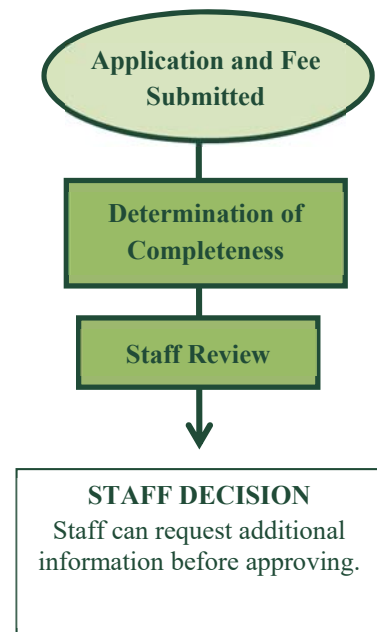 Application and Fee
Submitted
Determination of
Completeness
Staff Review
STAFF DECISION
Staff can request additional
information before approving.